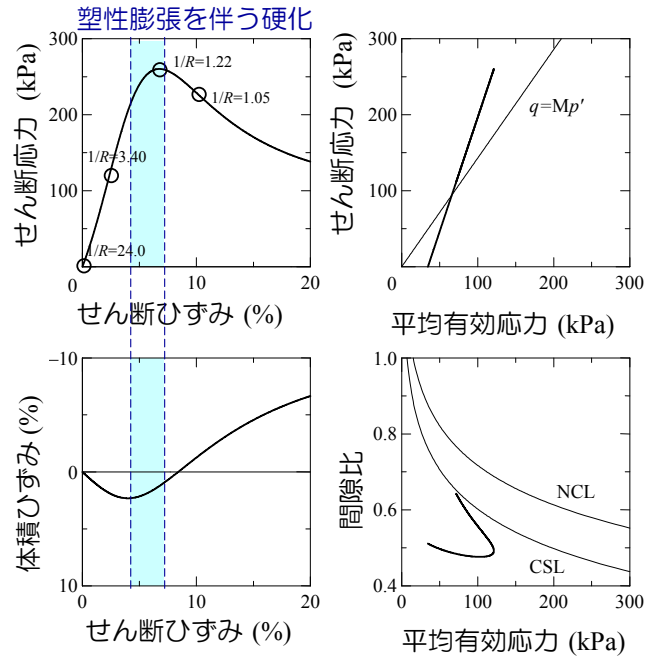 塑性膨張を伴う硬化
300
200
100
0
0
10
20
せん断応力 (kPa)
せん断ひずみ (%)
1/R=1.22
1/R=1.05
1/R=3.40
1/R=24.0
300
200
100
0
0
100
200
300
せん断応力 (kPa)
平均有効応力 (kPa)
q=Mp′
−10
0
10
0
10
20
体積ひずみ (%)
せん断ひずみ (%)
1.0
0.8
0.6
0.4
0
100
200
300
間隙比
平均有効応力 (kPa)
NCL
CSL